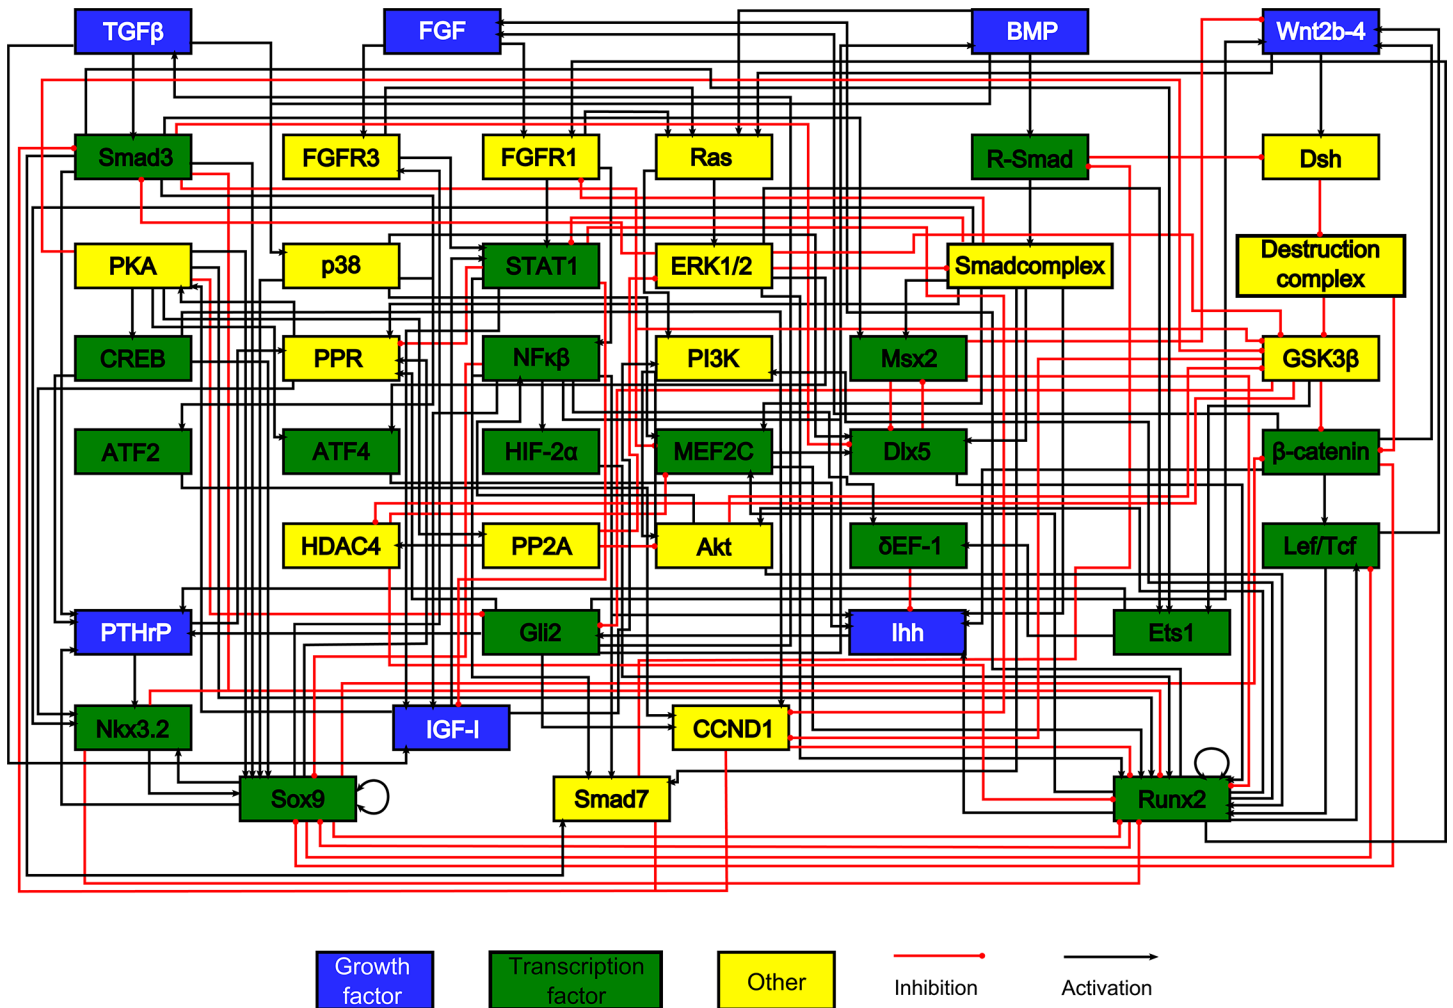 TGFβ
FGF
BMP
Wnt2b-4
Smad3
FGFR3
FGFR1
Ras
R-Smad
Dsh
PKA
p38
STAT1
ERK1/2
Smadcomplex
Destruction
complex
CREB
PPR
NFκβ
PI3K
Msx2
GSK3β
ATF2
ATF4
HIF-2α
MEF2C
Dlx5
β-catenin
HDAC4
PP2A
Akt
δEF-1
Lef/Tcf
PTHrP
Gli2
Ihh
Ets1
Nkx3.2
IGF-I
CCND1
Sox9
Smad7
Runx2
Growth
factor
Transcription
factor
Other
Inhibition
Activation